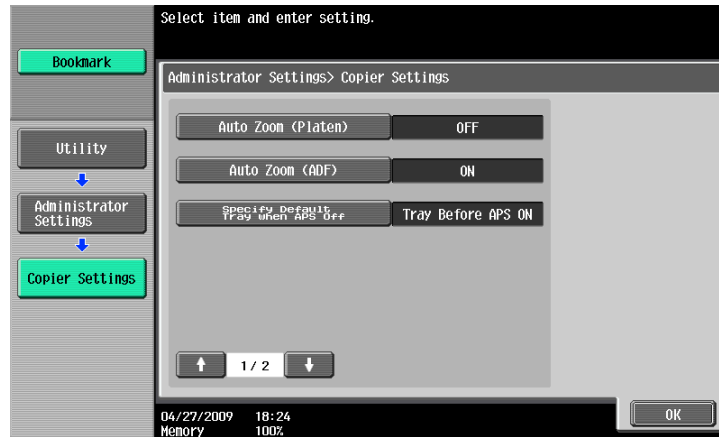 Select item and enter setting.
Bookmark
Administrator Settings> Copier Settings
Auto Zoom (Platen)
OFF
Utility
Auto Zoom (ADF)
ON
Administrator
Settings
Specify Default
Tray when APS Off
Tray Before APS ON
Copier Settings
1/ 2
OK
04/27/2009 18:24
Memory 100%